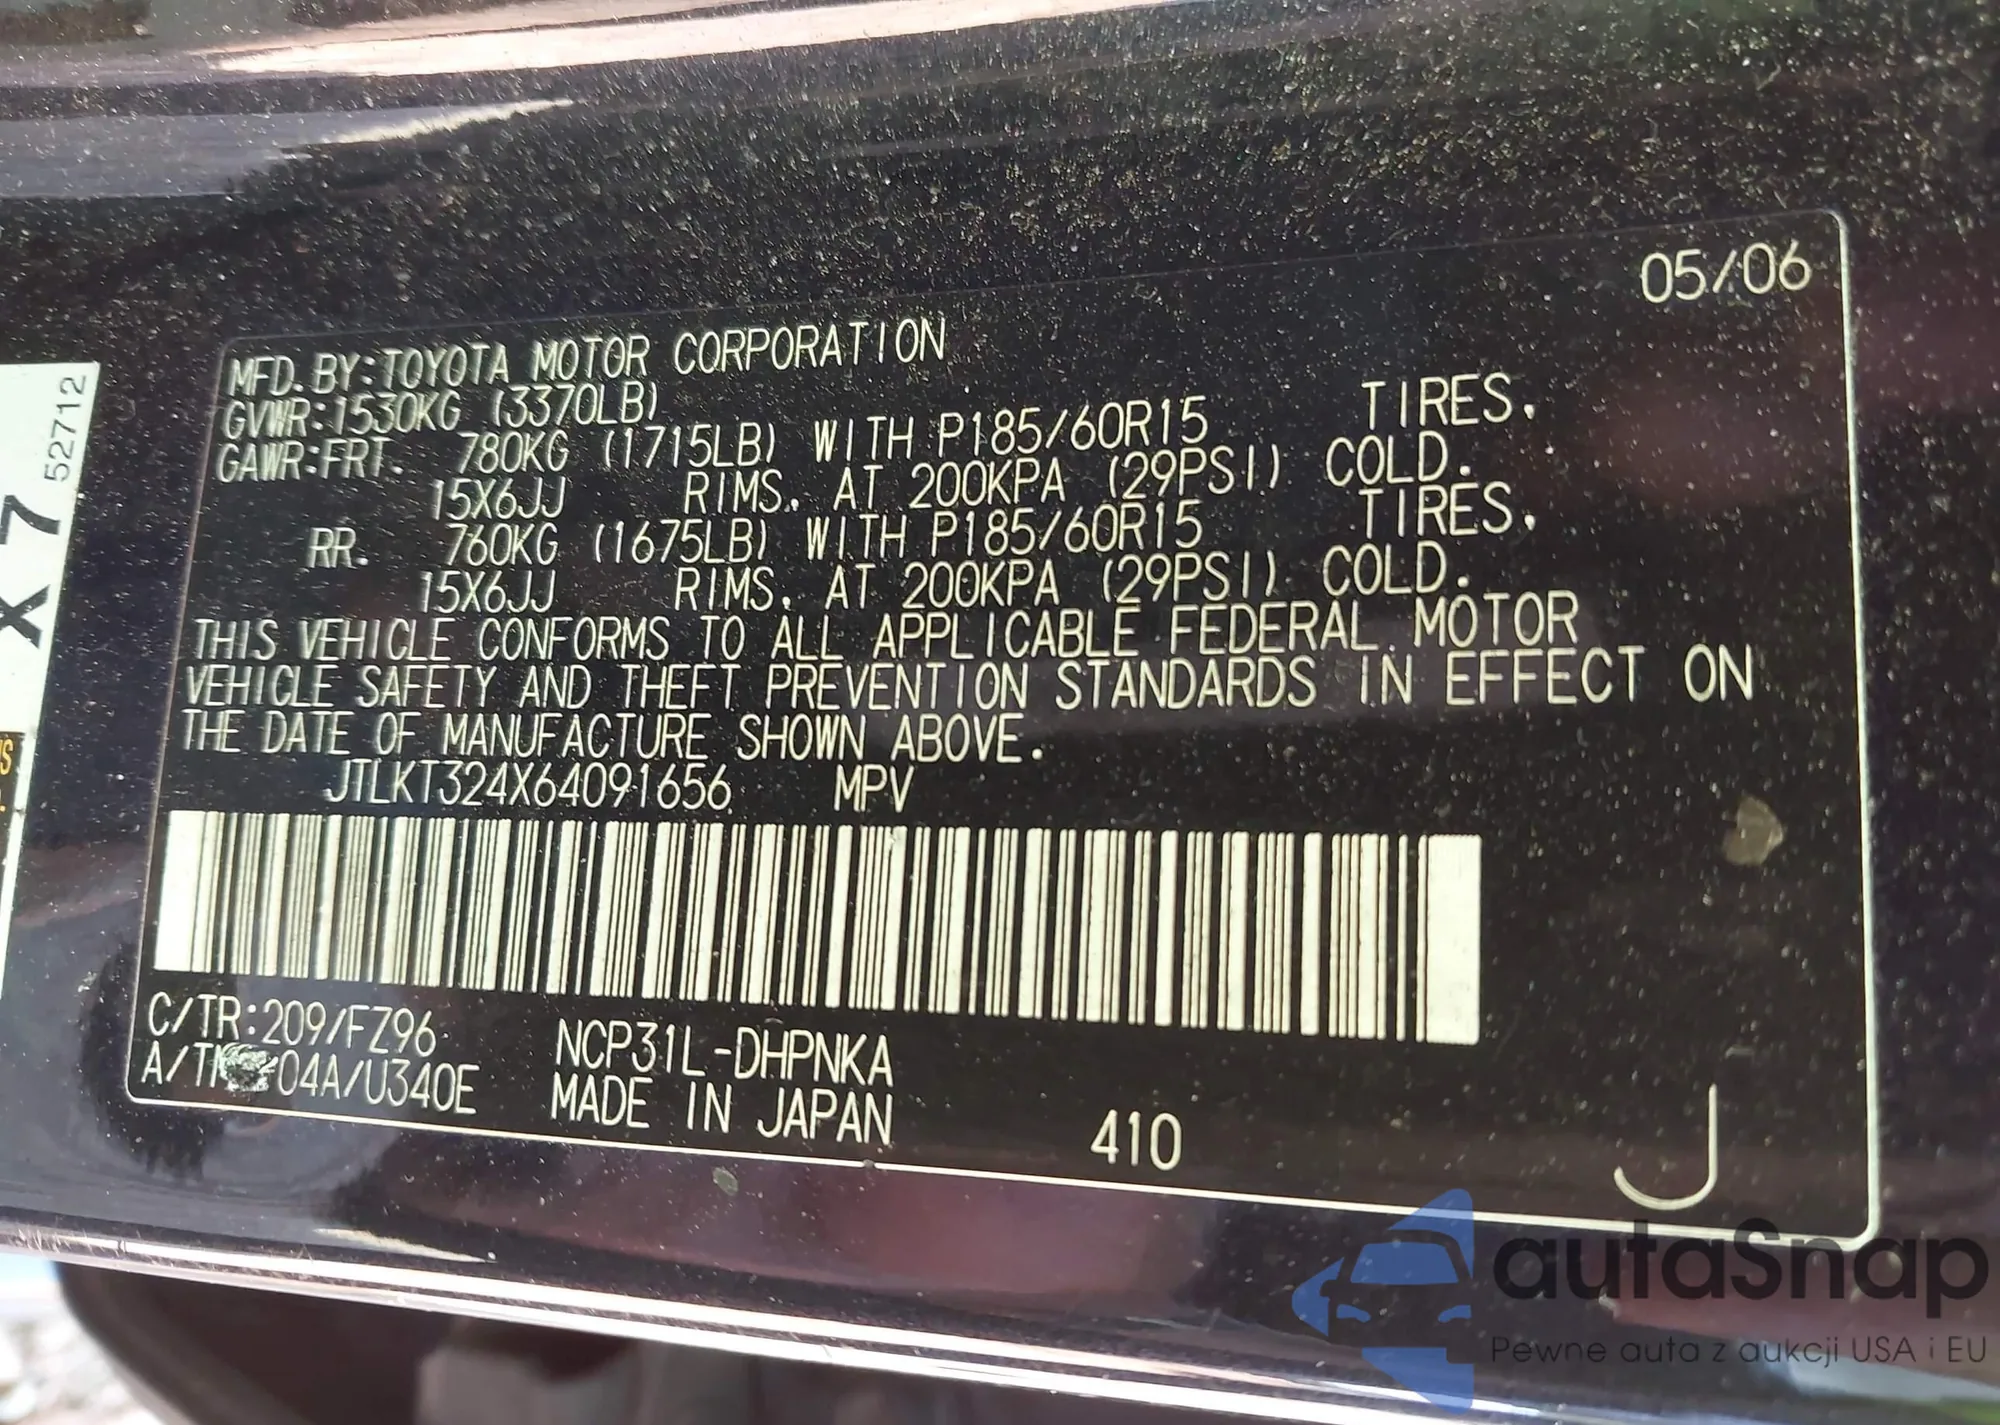 05/06
MFD. BY:TOYOTA MOTOR CORPORATION
GVWR:1530KG (3370LB)
GAWR:FRT. 780KG (1715LB) WITH P185/60R15 TIRES.
15X6JJ RIMS. AT 200KPA (29PSI) COLD.
RR. 760KG (1675LB) WITH P185/60R15 TIRES.
15X6JJ RIMS. AT 200KPA (29PSI) COLD.
THIS VEHICLE CONFORMS TO ALL APPLICABLE FEDERAL MOTOR
VEHICLE SAFETY AND THEFT PREVENTION STANDARDS IN EFFECT ON
THE DATE OF MANUFACTURE SHOWN ABOVE.
JTLKT324X64091656 MPV
C/TR:209/FZ96 NCP31L-DHPNKA
04A/U340E MADE IN JAPAN
410
J
X 7 52712
autaSnap
Pewne auta z aukcji USA i EU